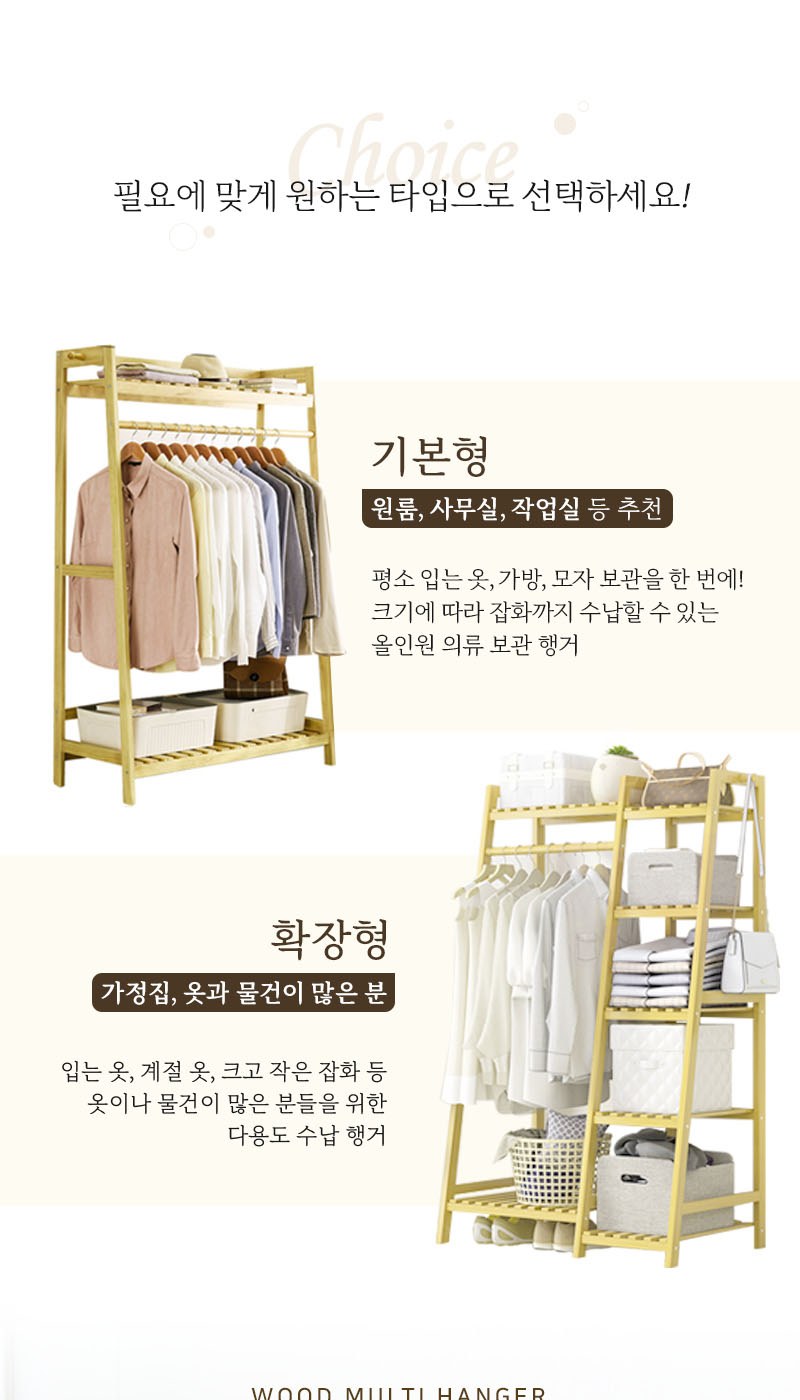 Choice
필요에 맞게 원하는 타입으로 선택하세요!
기본형
원룸, 사무실, 작업실 등 추천
평소 입는 옷, 가방, 모자 보관을 한 번에!
크기에 따라 잡화까지 수납할 수 있는
올인원 의류 보관 행거
확장형
가정집, 옷과 물건이 많은 분
입는 옷, 계절 옷, 크고 작은 잡화 등
옷이나 물건이 많은 분들을 위한
다용도 수납 행거
WOOD MULTI HANGER